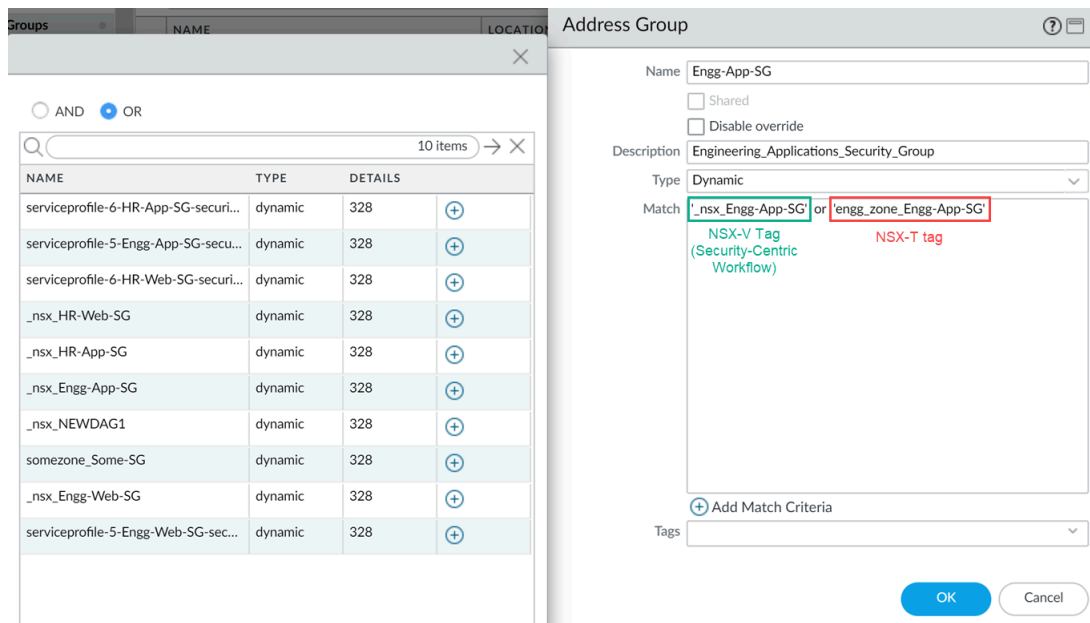 Groups
NAME LOCATION
AND OR
10 items
NAME TYPE DETAILS
serviceprofile-6-HR-App-SG-securi... dynamic 328
serviceprofile-5-Engg-App-SG-secu... dynamic 328
serviceprofile-6-HR-Web-SG-securi... dynamic 328
_nsx_HR-Web-SG dynamic 328
_nsx_HR-App-SG dynamic 328
_nsx_Engg-App-SG dynamic 328
_nsx_NEWDAG1 dynamic 328
somezone_Some-SG dynamic 328
_nsx_Engg-Web-SG dynamic 328
serviceprofile-5-Engg-Web-SG-sec... dynamic 328
Address Group
Name Engg-App-SG
Shared
Disable override
Description Engineering_Applications_Security_Group
Type Dynamic
Match '_nsx_Engg-App-SG' or 'engg_zone_Engg-App-SG'
NSX-V Tag
(Security-Centric
Workflow)
NSX-T tag
Add Match Criteria
Tags
OK Cancel